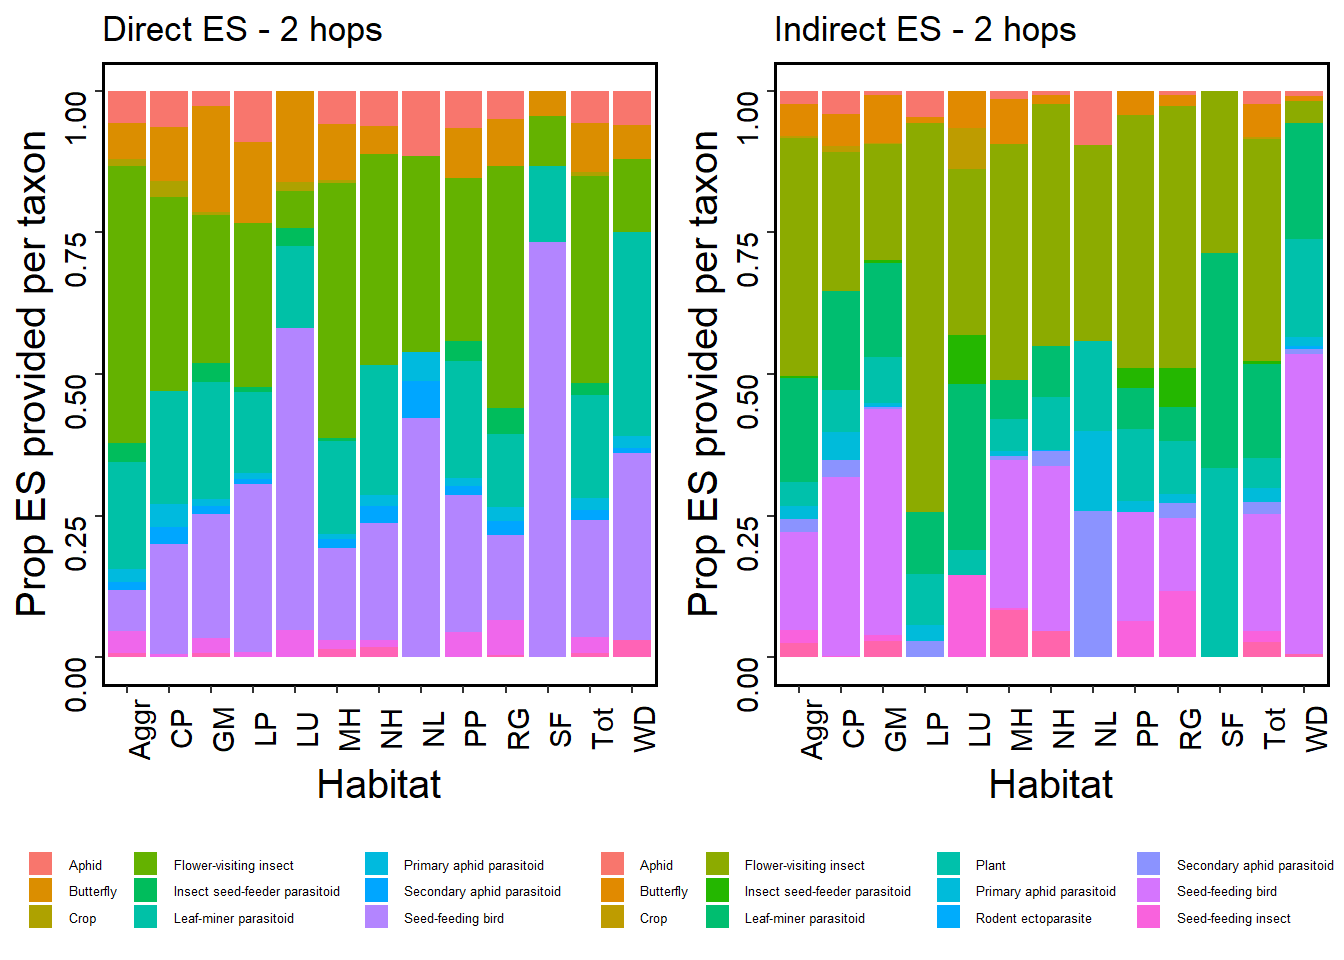 Direct ES - 2 hops
Indirect ES - 2 hops
Prop ES provided per taxon
1.00
0.75
0.50
0.25
0.00
Aggr
CP
GM
LP
LU
MH
NH
NL
PP
RG
SF
Tot
WD
Habitat
Prop ES provided per taxon
1.00
0.75
0.50
0.25
0.00
Aggr
CP
GM
LP
LU
MH
NH
NL
PP
RG
SF
Tot
WD
Habitat
Aphid
Butterfly
Crop
Flower-visiting insect
Insect seed-feeder parasitoid
Leaf-miner parasitoid
Primary aphid parasitoid
Secondary aphid parasitoid
Seed-feeding bird
Aphid
Butterfly
Crop
Flower-visiting insect
Insect seed-feeder parasitoid
Leaf-miner parasitoid
Plant
Primary aphid parasitoid
Rodent ectoparasite
Secondary aphid parasitoid
Seed-feeding bird
Seed-feeding insect